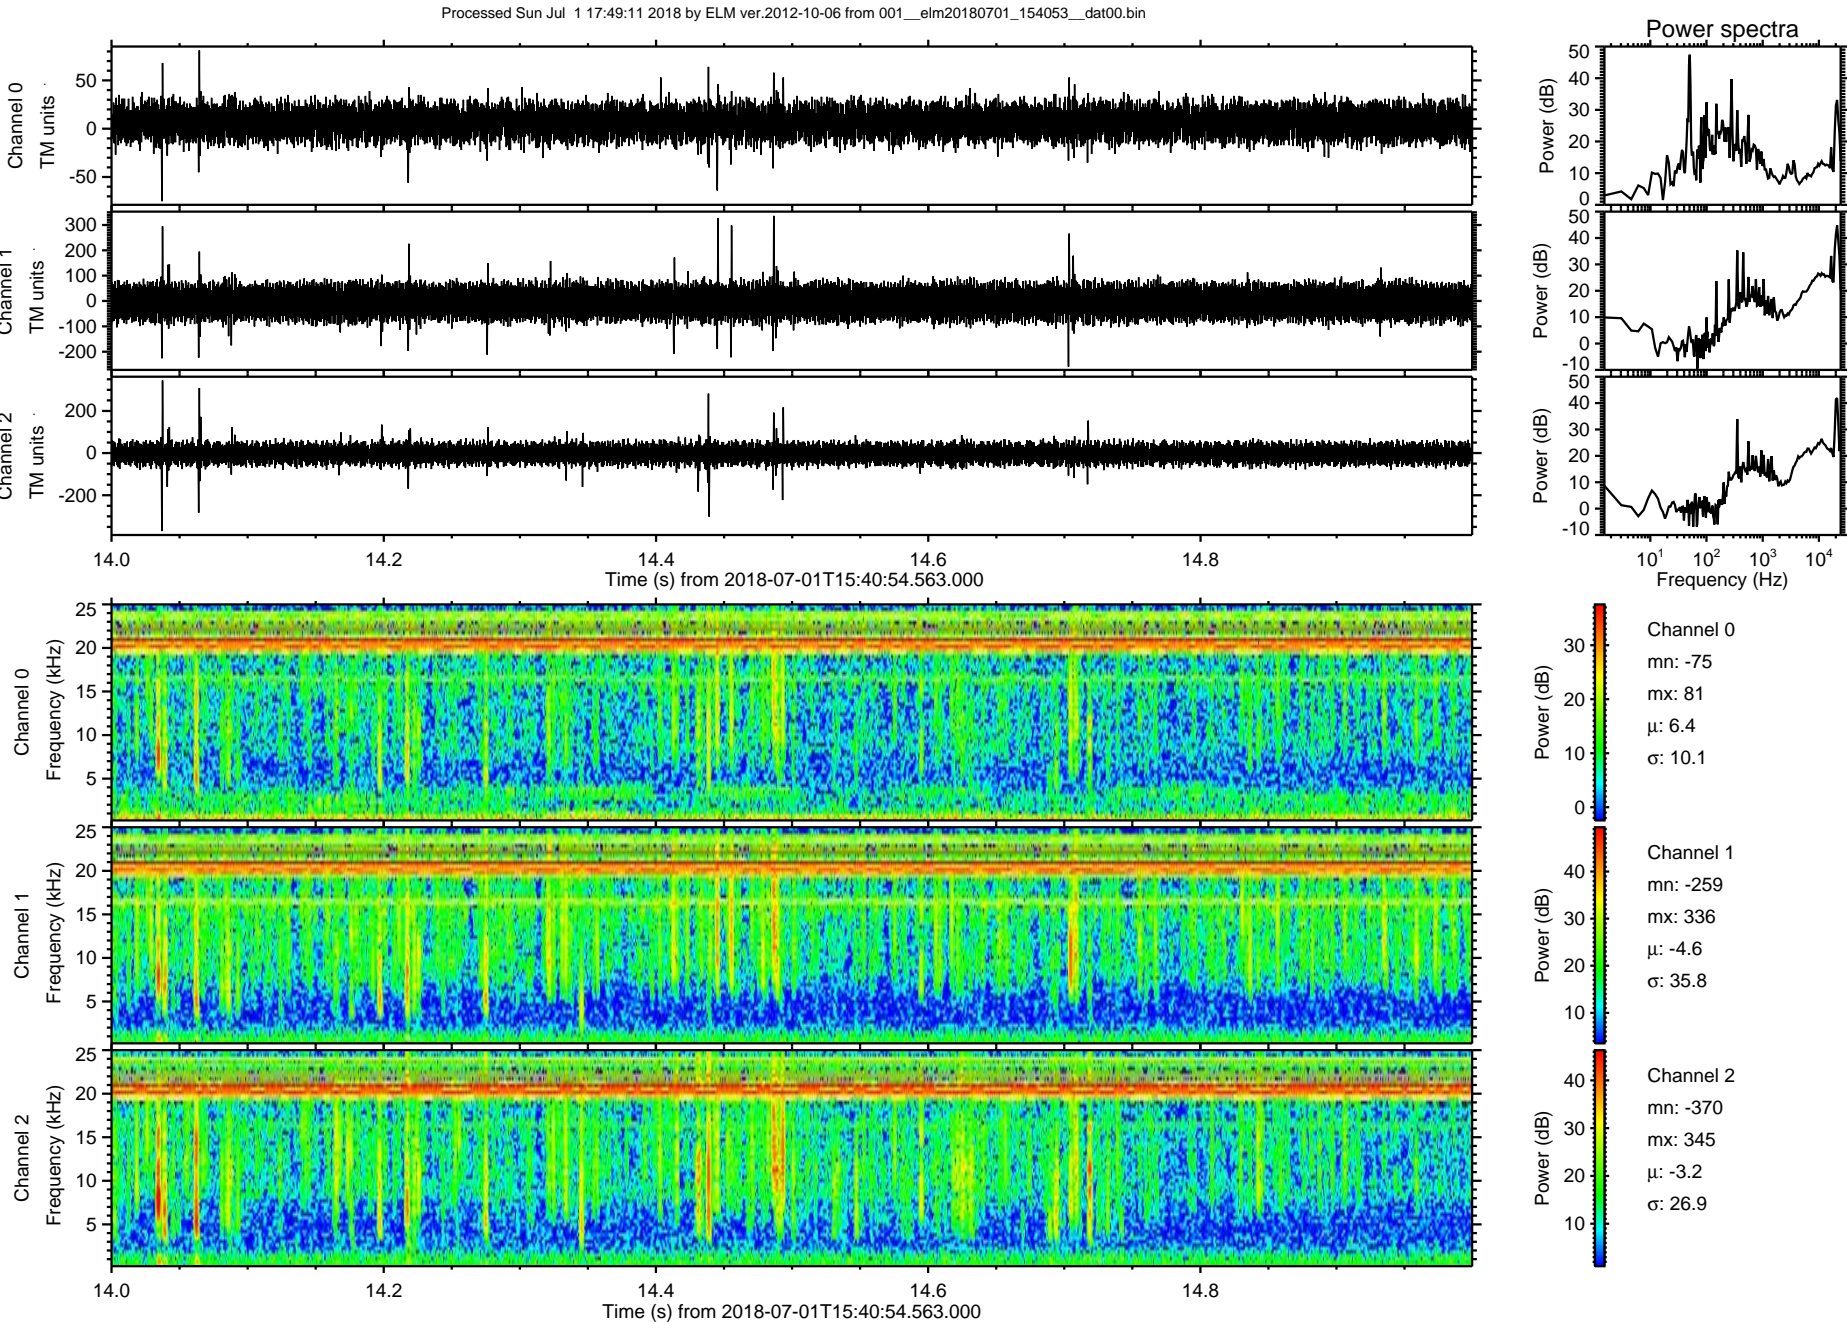 Processed Sun Jul 1 17:49:11 2018 by ELM ver.2012-10-06 from 001__elm20180701_154053__dat00.bin
Power spectra
Channel 0
TM units
50
0
-50
Power (dB)
50
40
30
20
10
0
Channel 1
TM units
300
200
100
0
-100
-200
Power (dB)
50
40
30
20
10
0
-10
Channel 2
TM units
200
0
-200
Power (dB)
50
40
30
20
10
0
-10
14.0 14.2 14.4 14.6 14.8
Time (s) from 2018-07-01T15:40:54.563.000
10¹ 10² 10³ 10⁴
Frequency (Hz)
Channel 0
Frequency (kHz)
25
20
15
10
5
Power (dB)
30
20
10
0
Channel 0
mn: -75
mx: 81
μ: 6.4
σ: 10.1
Channel 1
Frequency (kHz)
25
20
15
10
5
Power (dB)
40
30
20
10
Channel 1
mn: -259
mx: 336
μ: -4.6
σ: 35.8
Channel 2
Frequency (kHz)
25
20
15
10
5
Power (dB)
40
30
20
10
Channel 2
mn: -370
mx: 345
μ: -3.2
σ: 26.9
14.0 14.2 14.4 14.6 14.8
Time (s) from 2018-07-01T15:40:54.563.000